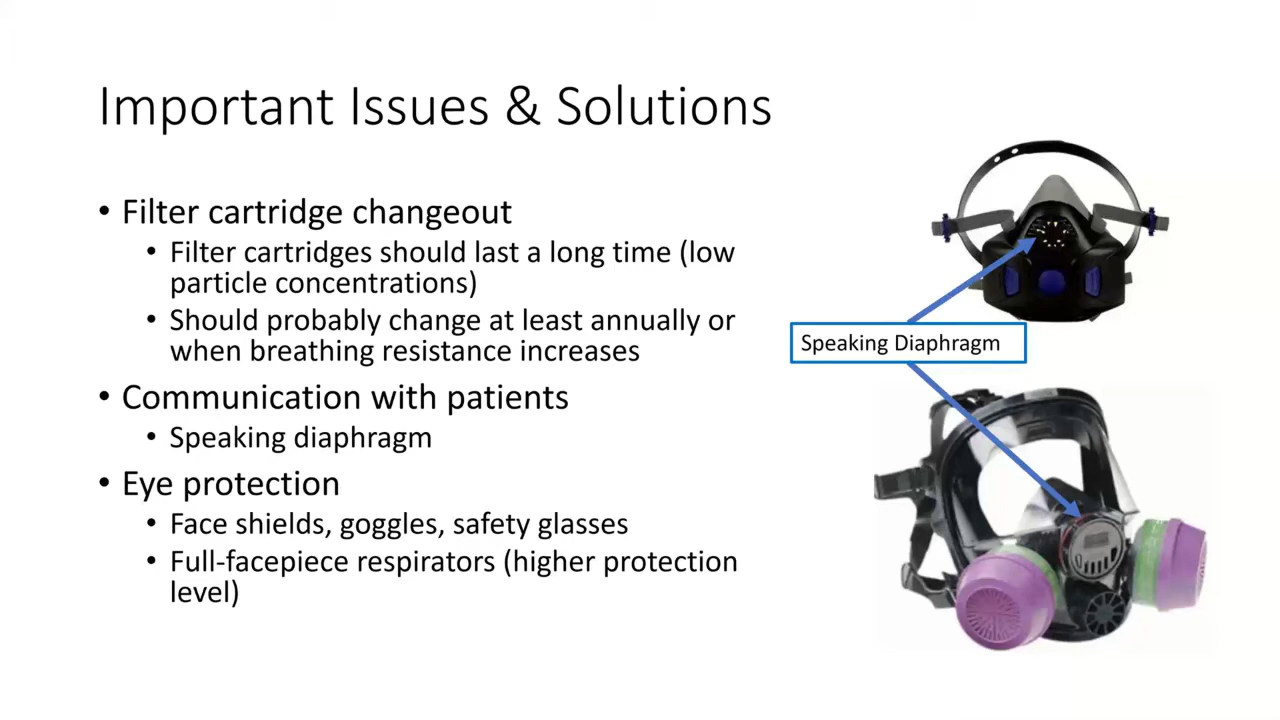 Important Issues & Solutions
• Filter cartridge changeout
• Filter cartridges should last a long time (low
particle concentrations)
• Should probably change at least annually or
when breathing resistance increases
• Communication with patients
• Speaking diaphragm
• Eye protection
• Face shields, goggles, safety glasses
• Full-facepiece respirators (higher protection
level)
Speaking Diaphragm